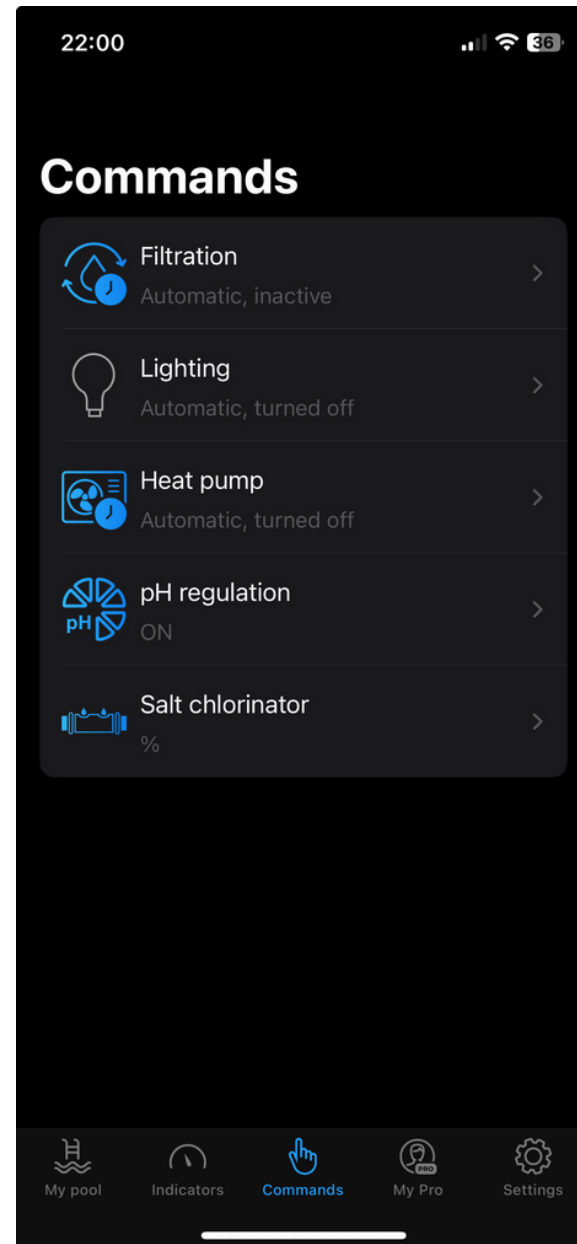 22:00
36
Commands
Filtration
Automatic, inactive
Lighting
Automatic, turned off
Heat pump
Automatic, turned off
pH regulation
pH
ON
Salt chlorinator
%
PRO
My pool Indicators Commands My Pro Settings